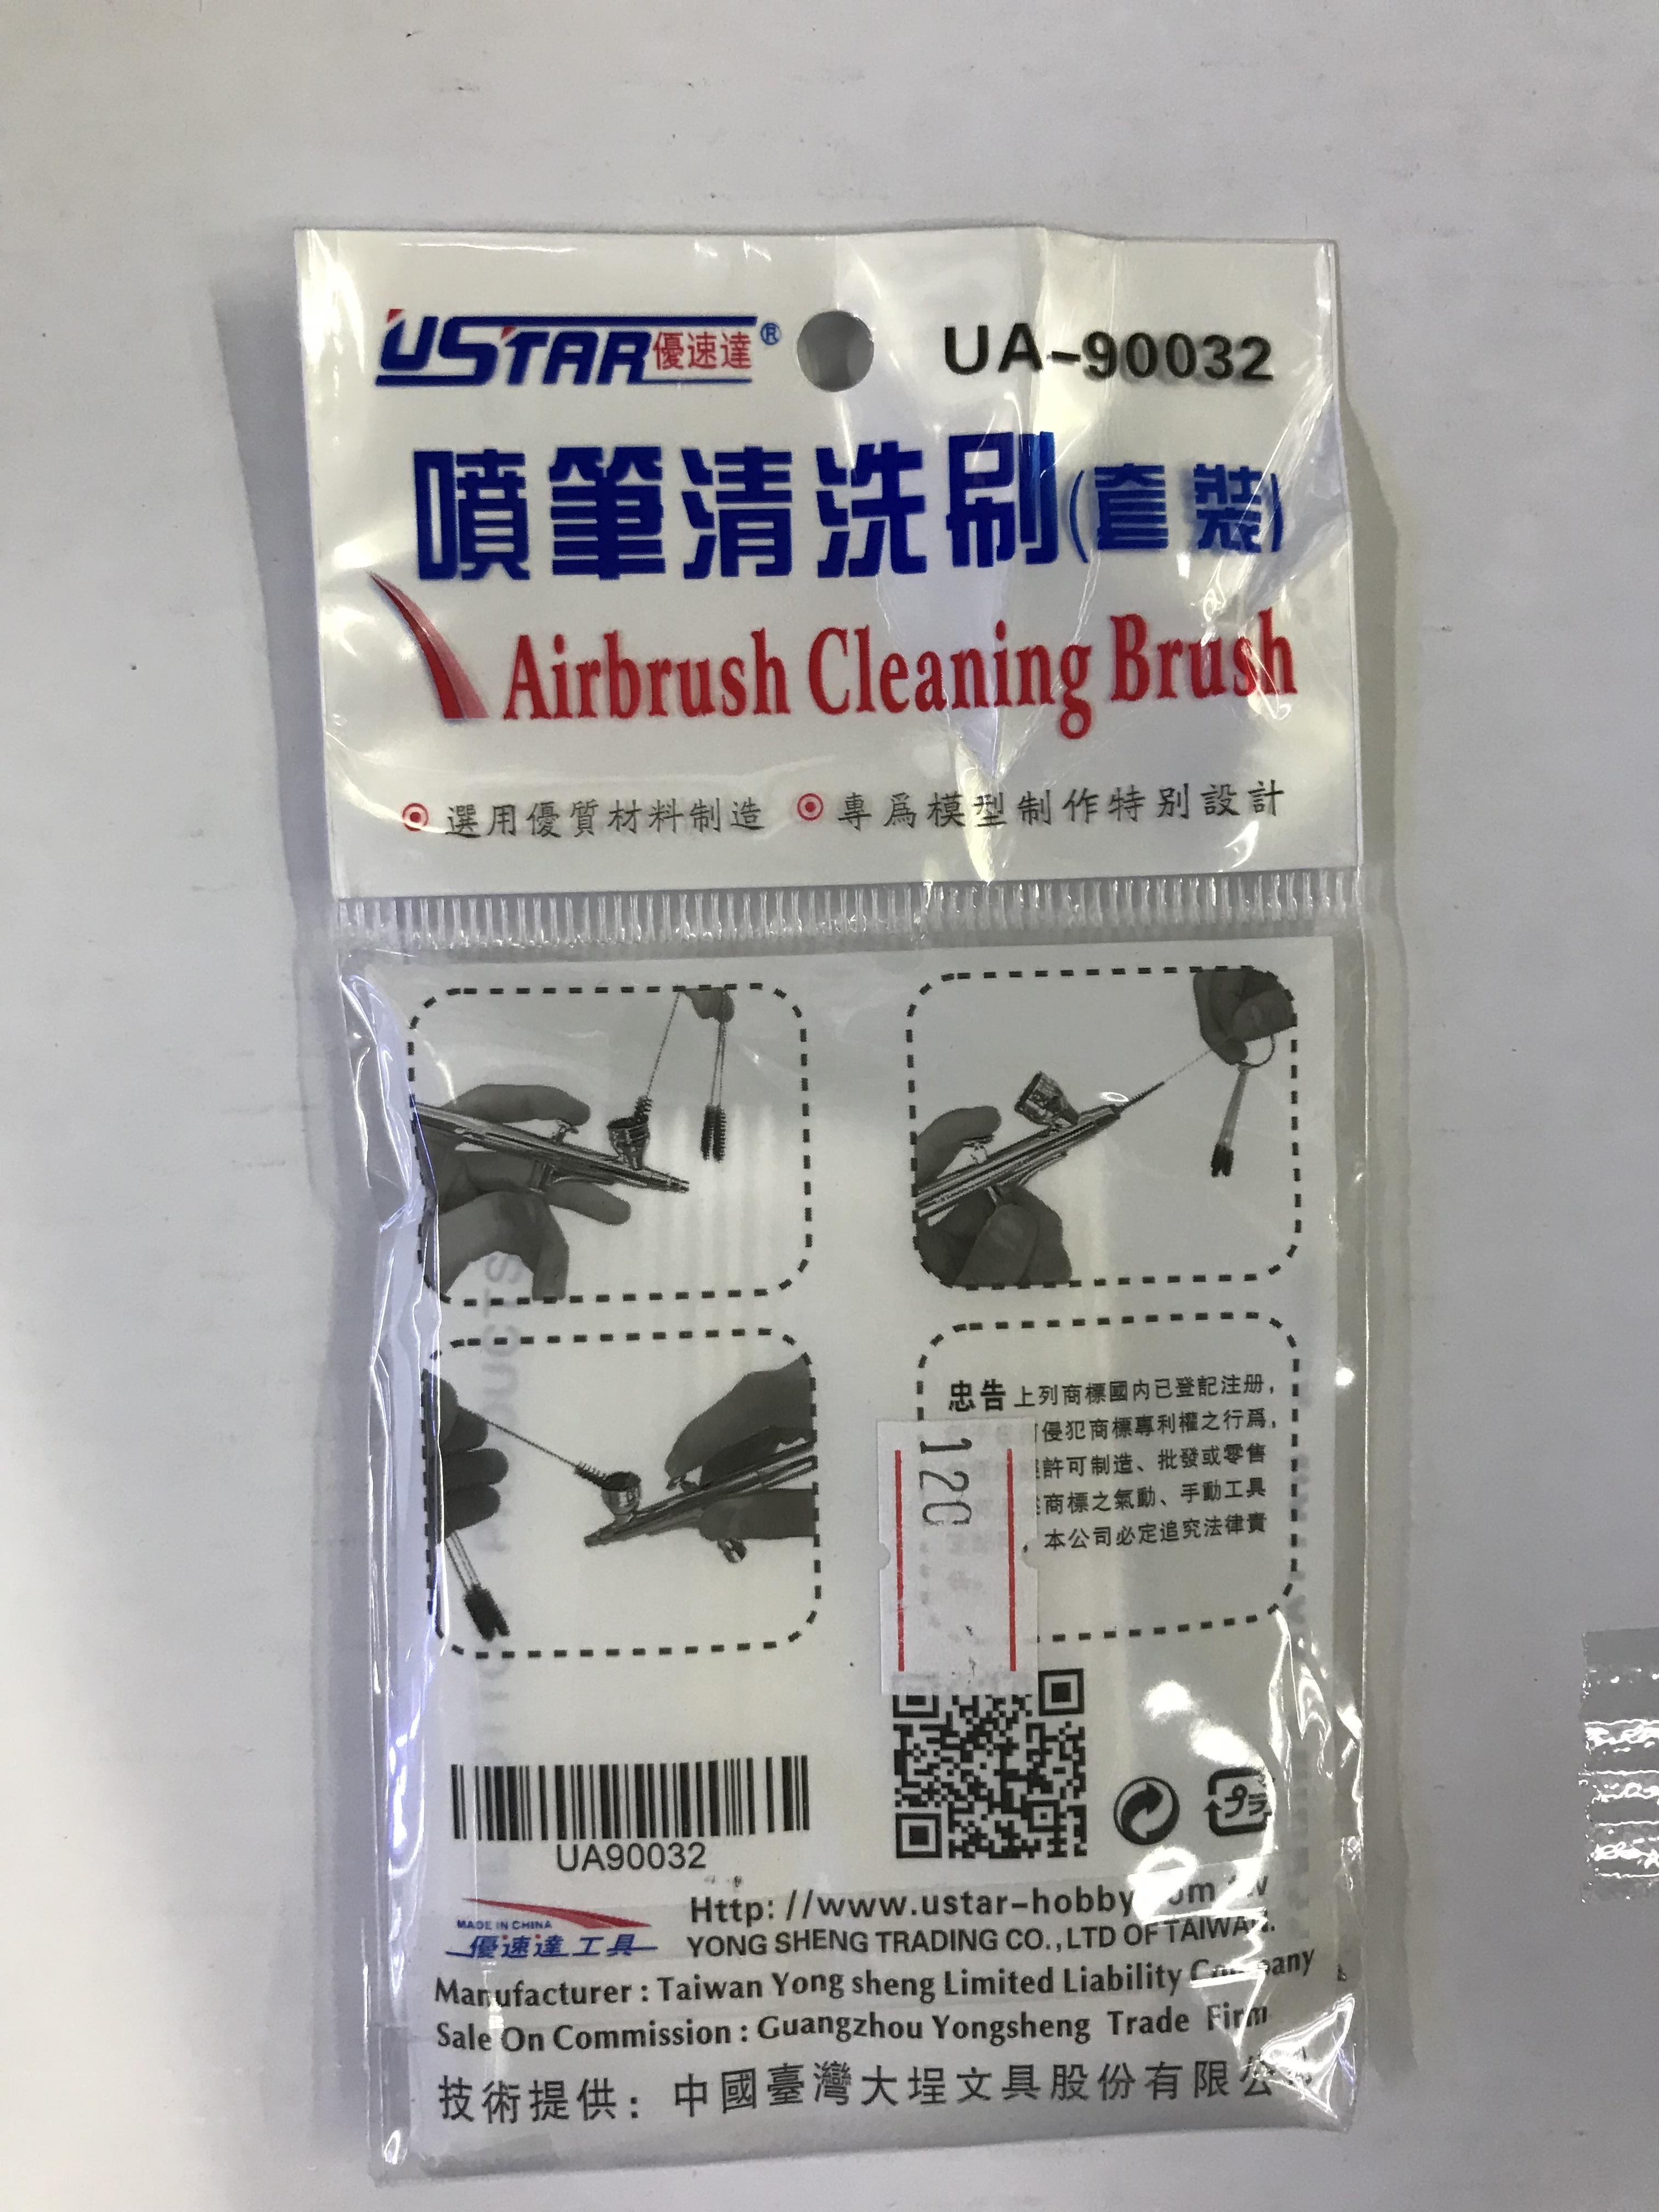 USTAR優速達® UA-90032
噴筆清洗刷(套裝)
Airbrush Cleaning Brush
選用優質材料制造 專爲模型制作特別設計
忠告 上列商標國内已登記注册,
侵犯商標專利權之行爲,
許可制造、批發或零售
商標之氣動、手動工具
,本公司必定追究法律責
120
UA90032
プラ
MADE IN CHINA
優速達工具
Http: //www.ustar-hobby
YONG SHENG TRADING CO.,LTD OF TAIWAN.
Manufacturer : Taiwan Yong sheng Limited Liability Company
Sale On Commission : Guangzhou Yongsheng Trade Firm
技術提供: 中國臺灣大埕文具股份有限公